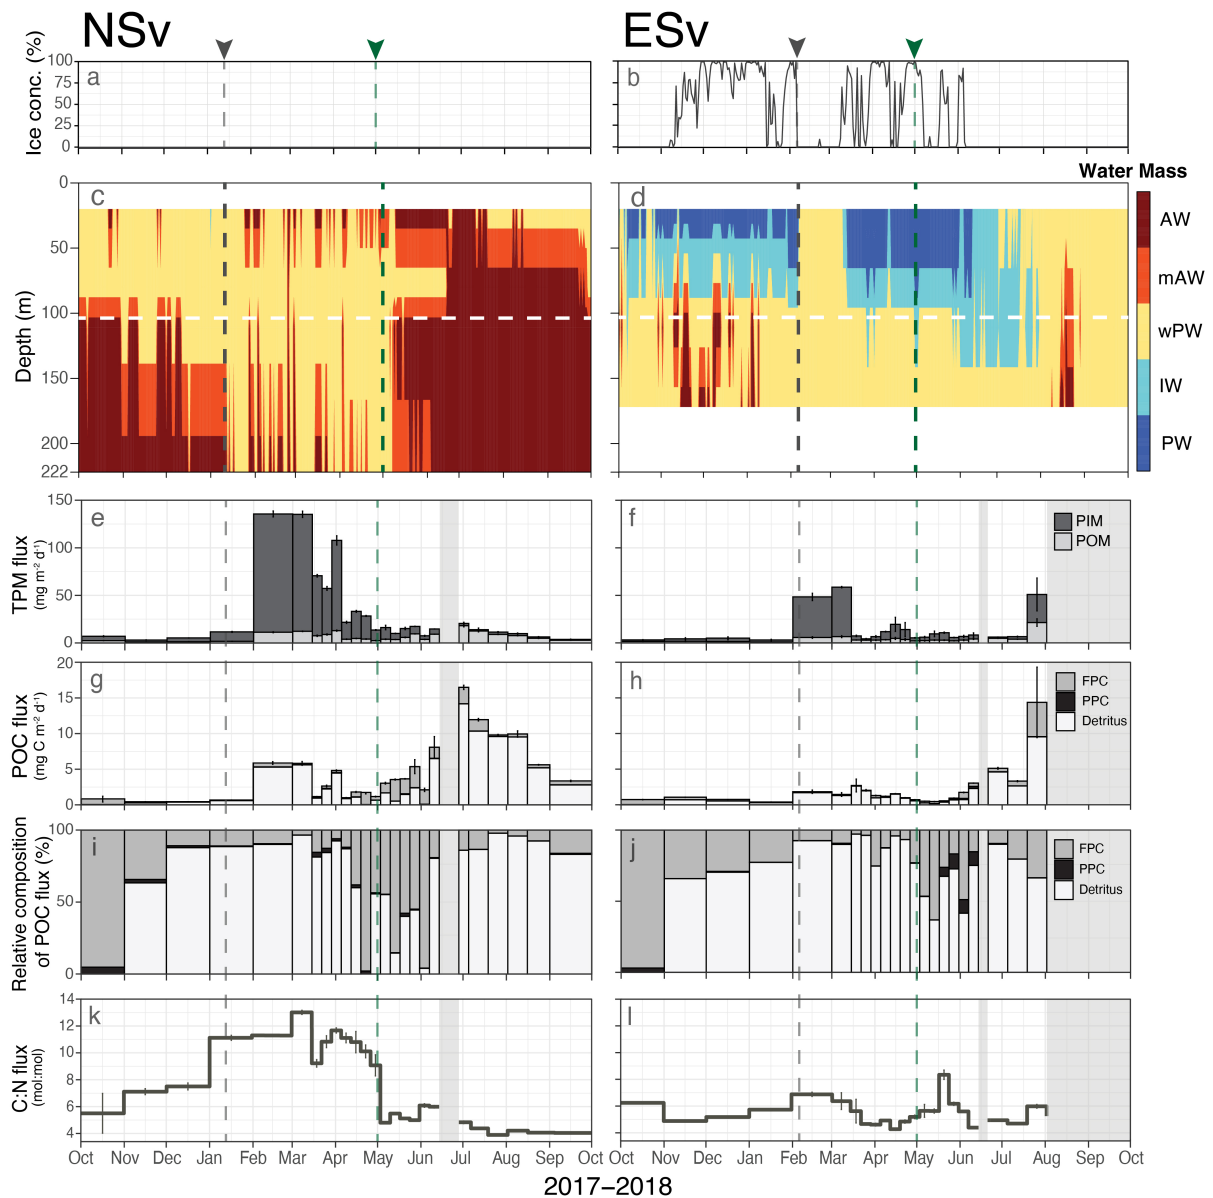 NSv
ESv
Ice conc. (%)
100
75
50
25
0
a
b
Water Mass
Depth (m)
0
50
100
150
200
222
c
d
AW
mAW
wPW
IW
PW
TPM flux
(mg m⁻² d⁻¹)
150
100
50
0
e
f
PIM
POM
POC flux
(mg C m⁻² d⁻¹)
20
15
10
5
0
g
h
FPC
PPC
Detritus
Relative composition
of POC flux (%)
100
50
0
i
j
FPC
PPC
Detritus
C:N flux
(mol:mol)
14
12
10
8
6
4
k
l
Oct Nov Dec Jan Feb Mar Apr May Jun Jul Aug Sep Oct
Oct Nov Dec Jan Feb Mar Apr May Jun Jul Aug Sep Oct
2017−2018